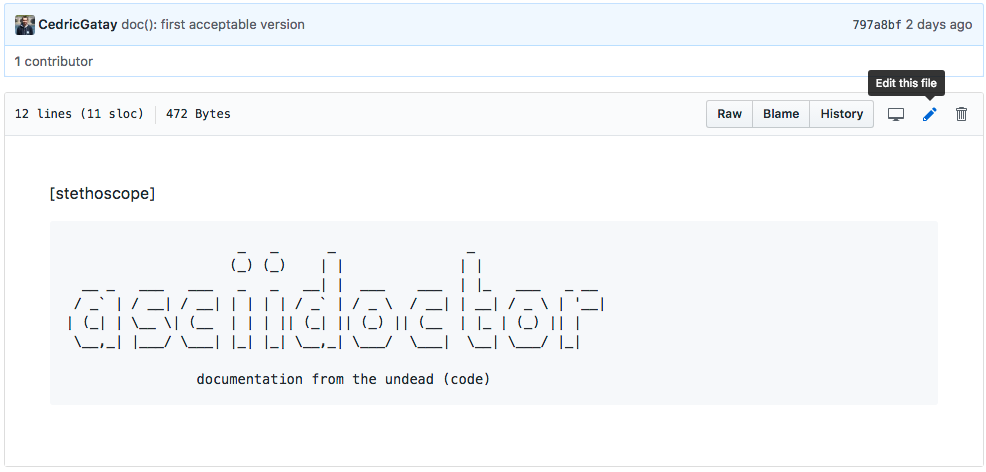 CedricGatay doc(): first acceptable version 797a8bf 2 days ago
1 contributor
Edit this file
12 lines (11 sloc) 472 Bytes Raw Blame History
[stethoscope]
asciidoctor
documentation from the undead (code)